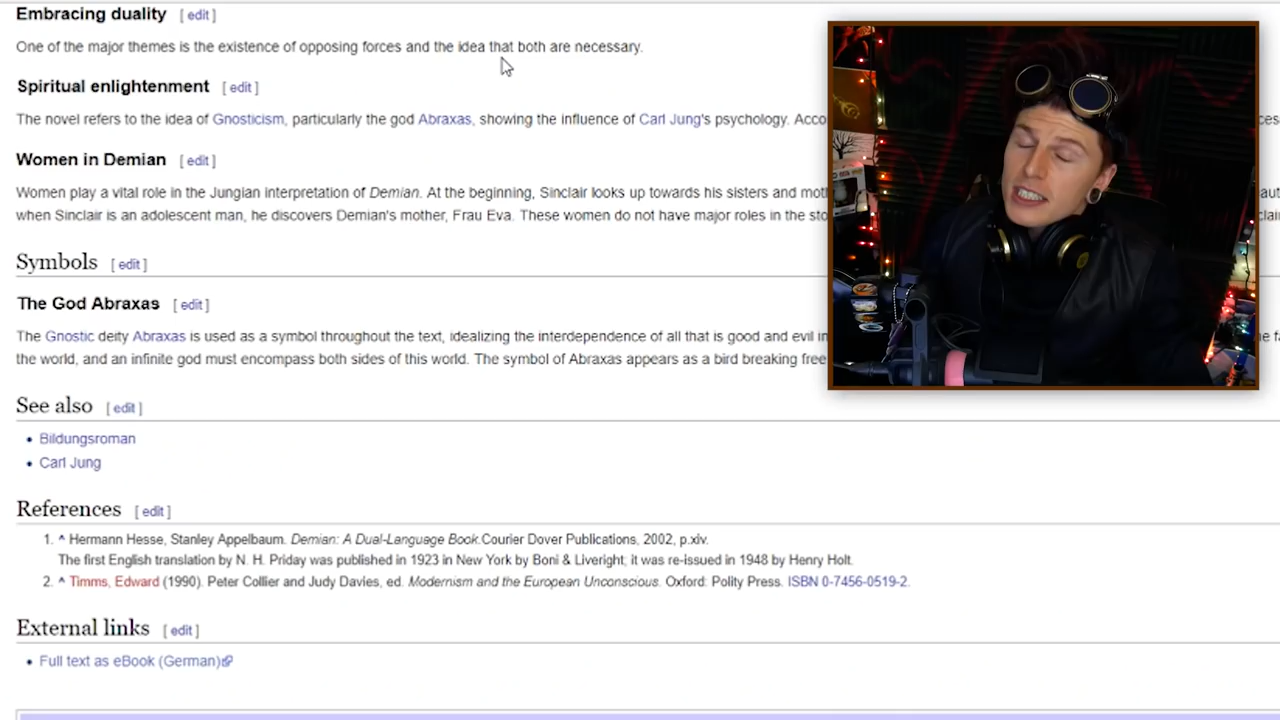 Embracing duality [ edit ]
One of the major themes is the existence of opposing forces and the idea that both are necessary.
Spiritual enlightenment [ edit ]
The novel refers to the idea of Gnosticism, particularly the god Abraxas, showing the influence of Carl Jung's psychology.
Women in Demian [ edit ]
Women play a vital role in the Jungian interpretation of Demian. At the beginning, Sinclair looks up towards his sisters and
when Sinclair is an adolescent man, he discovers Demian's mother, Frau Eva. These women do not have major roles in the
Symbols [ edit ]
The God Abraxas [ edit ]
The Gnostic deity Abraxas is used as a symbol throughout the text, idealizing the interdependence of all that is good and evil in
the world, and an infinite god must encompass both sides of this world. The symbol of Abraxas appears as a bird breaking free
See also [ edit ]
• Bildungsroman
• Carl Jung
References [ edit ]
1. ^ Hermann Hesse, Stanley Appelbaum. Demian: A Dual-Language Book.Courier Dover Publications, 2002, p.xiv.
The first English translation by N. H. Priday was published in 1923 in New York by Boni & Liveright; it was re-issued in 1948 by Henry Holt.
2. ^ Timms, Edward (1990). Peter Collier and Judy Davies, ed. Modernism and the European Unconscious. Oxford: Polity Press. ISBN 0-7456-0519-2.
External links [ edit ]
• Full text as eBook (German)